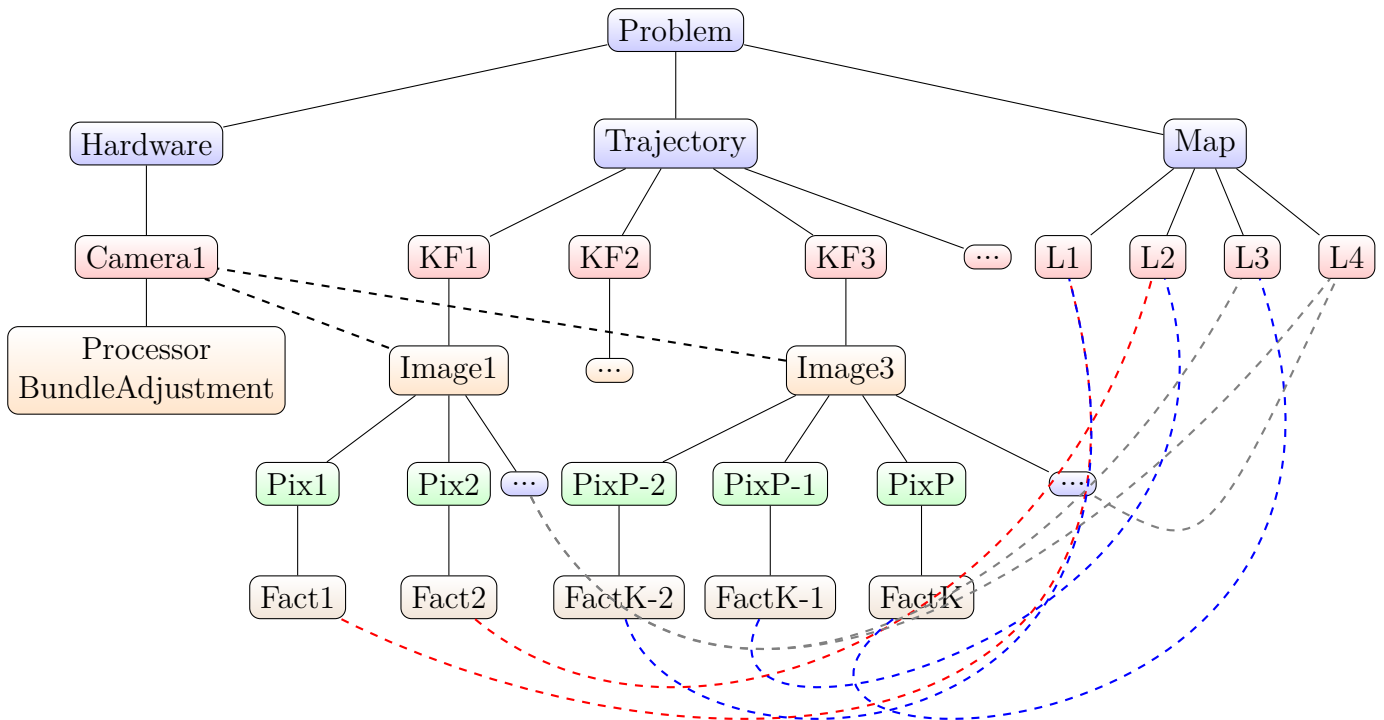 Problem
Hardware
Trajectory
Map
Camera1
KF1
KF2
KF3
...
L1
L2
L3
L4
Processor
BundleAdjustment
Image1
...
Image3
Pix1
Pix2
...
PixP-2
PixP-1
PixP
...
Fact1
Fact2
FactK-2
FactK-1
FactK